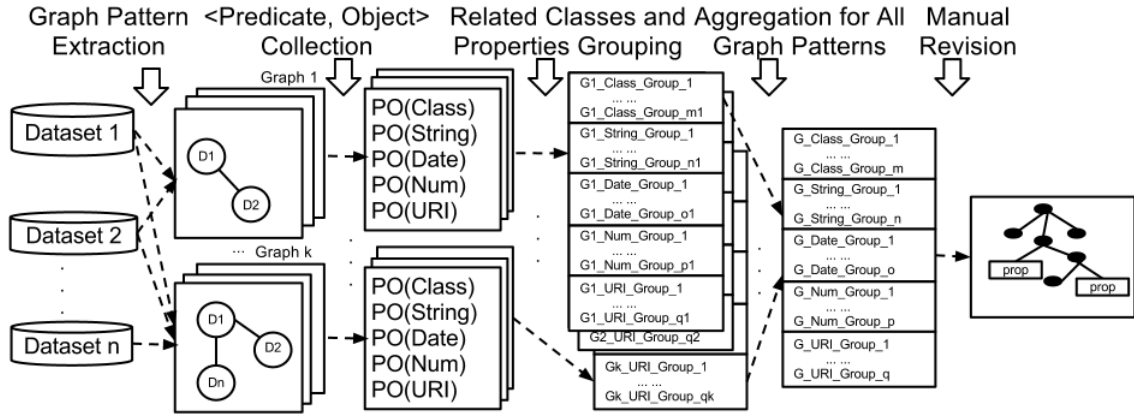 Graph Pattern
Extraction
<Predicate, Object>
Collection
Related Classes and
Properties Grouping
Aggregation for All
Graph Patterns
Manual
Revision
Dataset 1
Dataset 2
.
.
.
Dataset n
Graph 1
D1
D2
... Graph k
D1
D2
Dn
PO(Class)
PO(String)
PO(Date)
PO(Num)
PO(URI)
.
.
.
PO(Class)
PO(String)
PO(Date)
PO(Num)
PO(URI)
.
.
.
G1_Class_Group_1
... ...
G1_Class_Group_m1
G1_String_Group_1
... ...
G1_String_Group_n1
G1_Date_Group_1
... ...
G1_Date_Group_o1
G1_Num_Group_1
... ...
G1_Num_Group_p1
G1_URI_Group_1
... ...
G1_URI_Group_q1
G2_URI_Group_q2
Gk_URI_Group_1
... ...
Gk_URI_Group_qk
.
.
.
G_Class_Group_1
... ...
G_Class_Group_m
G_String_Group_1
... ...
G_String_Group_n
G_Date_Group_1
... ...
G_Date_Group_o
G_Num_Group_1
... ...
G_Num_Group_p
G_URI_Group_1
... ...
G_URI_Group_q
prop
prop